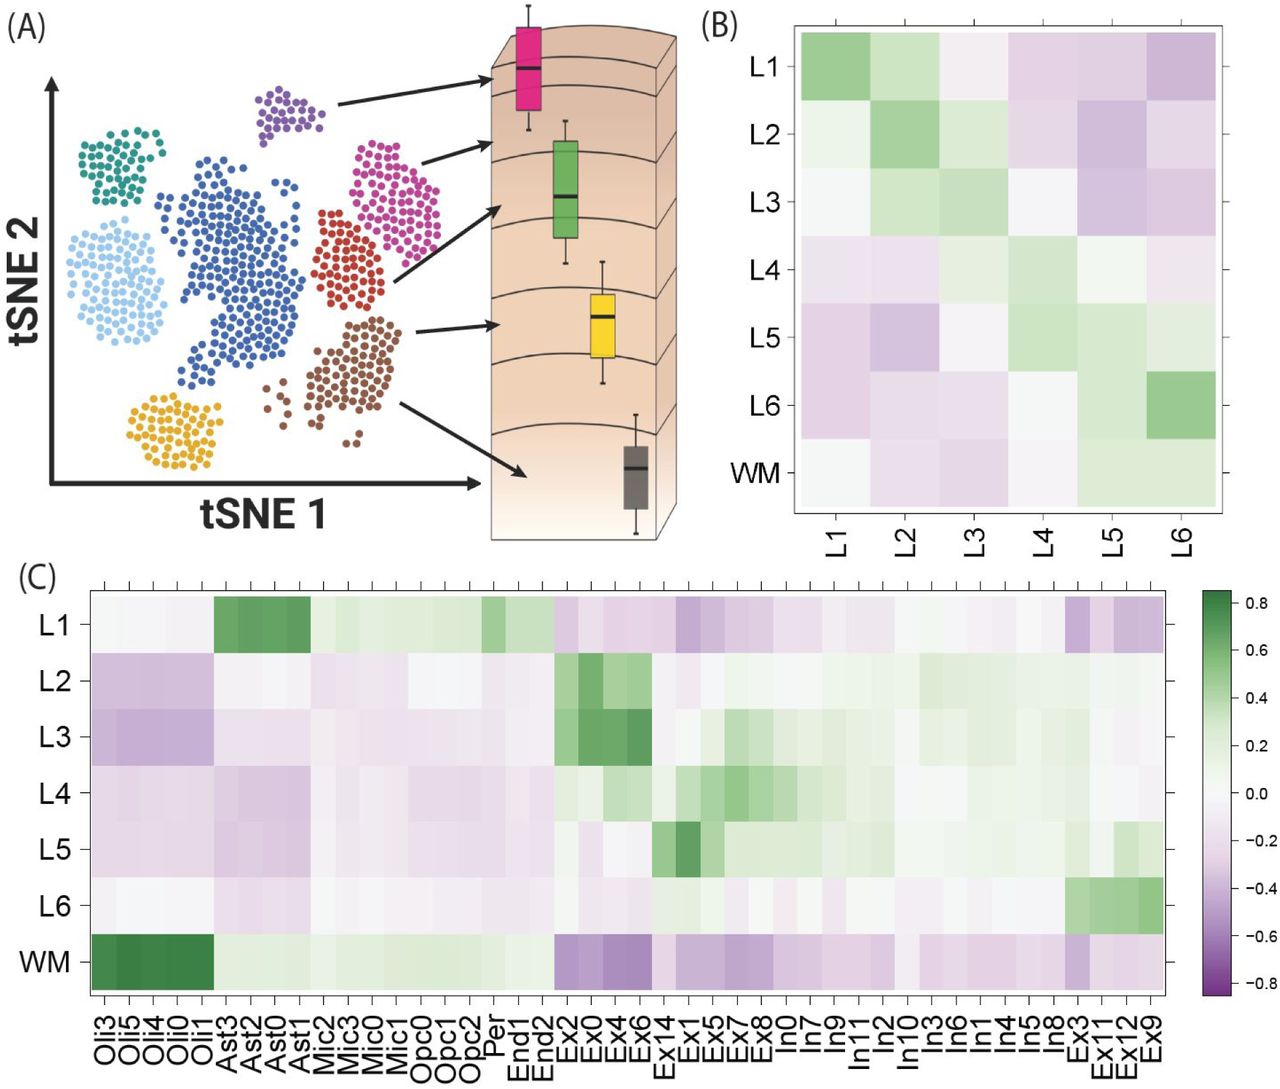 (A)
tSNE 2
tSNE 1
(B)
L1
L2
L3
L4
L5
L6
WM
L1 L2 L3 L4 L5 L6
(C)
L1
L2
L3
L4
L5
L6
WM
Oli3 Oli5 Oli4 Oli0 Oli1 Ast3 Ast2 Ast0 Ast1 Mic2 Mic3 Mic0 Mic1 Opc0 Opc1 Opc2 Per End1 End2 Ex2 Ex0 Ex4 Ex6 Ex14 Ex1 Ex5 Ex7 Ex8 In0 In7 In9 In11 In2 In10 In3 In6 In1 In4 In5 In8 Ex3 Ex11 Ex12 Ex9
0.8
0.6
0.4
0.2
0.0
−0.2
−0.4
−0.6
−0.8